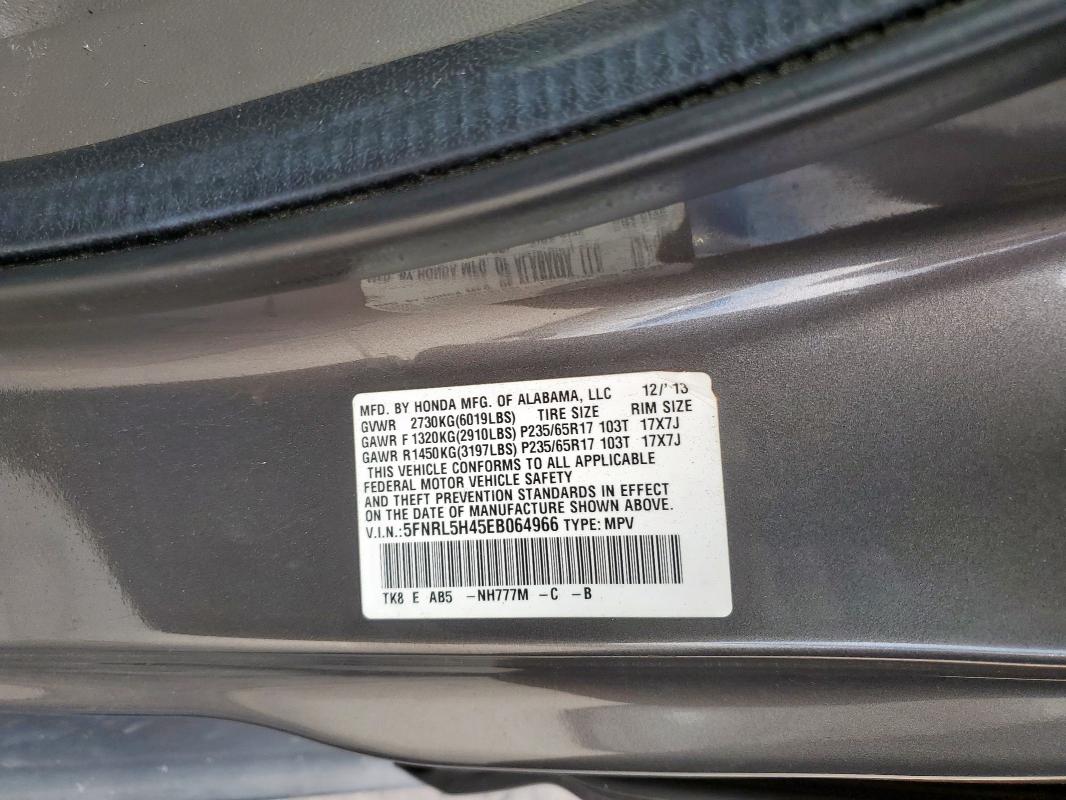 MFD. BY HONDA MFG. OF ALABAMA, LLC 12/'13
GVWR 2730KG(6019LBS) TIRE SIZE RIM SIZE
GAWR F1320KG(2910LBS) P235/65R17 103T 17X7J
GAWR R1450KG(3197LBS) P235/65R17 103T 17X7J
THIS VEHICLE CONFORMS TO ALL APPLICABLE
FEDERAL MOTOR VEHICLE SAFETY
AND THEFT PREVENTION STANDARDS IN EFFECT
ON THE DATE OF MANUFACTURE SHOWN ABOVE.
V.I.N.:5FNRL5H45EB064966 TYPE: MPV
TK8 E AB5 -NH777M -C -B